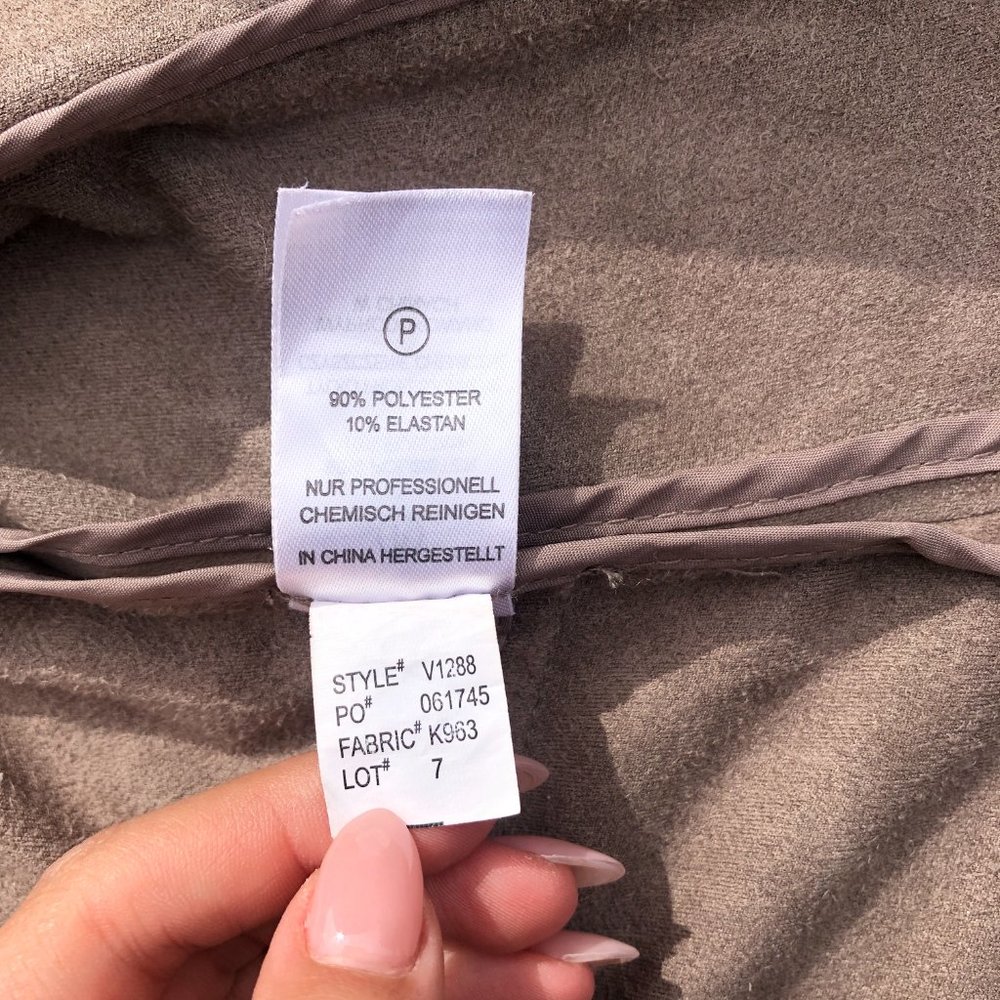 P
90% POLYESTER
10% ELASTAN
NUR PROFESSIONELL
CHEMISCH REINIGEN
IN CHINA HERGESTELLT
STYLE# V1288
PO# 061745
FABRIC# K963
LOT# 7